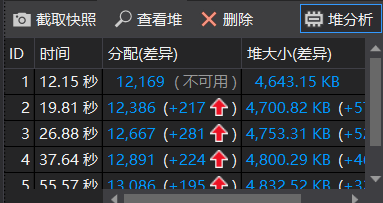 截取快照 查看堆 删除 堆分析
ID 时间 分配(差异) 堆大小(差异)
1 12.15 秒 12,169 (不可用) 4,643.15 KB
2 19.81 秒 12,386 (+217 4,700.82 KB (+57
3 26.88 秒 12,667 (+281 4,753.31 KB (+52
4 37.64 秒 12,891 (+224 4,800.29 KB (+46
5 55.57 秒 13,086 (+195 4,832.52 KB